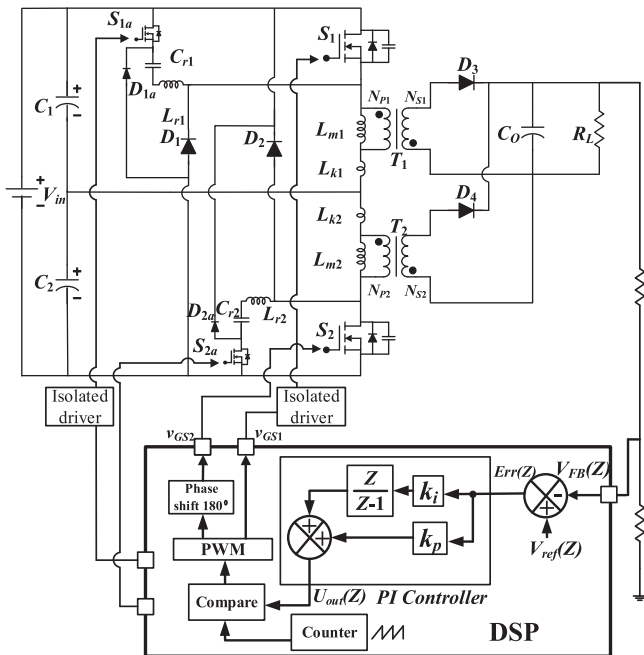 S1a
Cr1
S1
D3
D1a
NP1
NS1
C1
Lr1
D1
D2
Lm1
CO
RL
T1
Lk1
Vin
Lk2
D4
T2
C2
Lm2
D2a
Cr2
Lr2
NP2
NS2
S2a
S2
Isolated
driver
Isolated
driver
vGS2
vGS1
Phase
shift 180°
Z
Z-1
ki
Err(Z)
VFB(Z)
kp
Vref(Z)
PWM
Uout(Z)
PI Controller
Compare
Counter
DSP